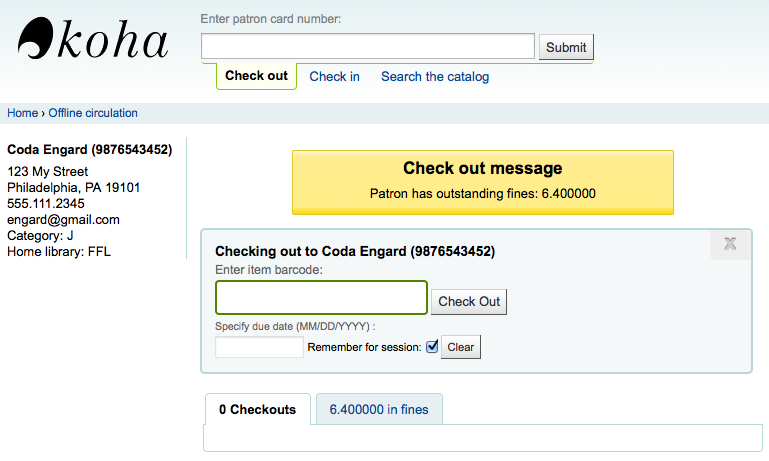 koha
Enter patron card number:
Submit
Check out
Check in
Search the catalog
Home › Offline circulation
Coda Engard (9876543452)
123 My Street
Philadelphia, PA 19101
555.111.2345
engard@gmail.com
Category: J
Home library: FFL
Check out message
Patron has outstanding fines: 6.400000
X
Checking out to Coda Engard (9876543452)
Enter item barcode:
Check Out
Specify due date (MM/DD/YYYY) :
Remember for session:
Clear
0 Checkouts
6.400000 in fines